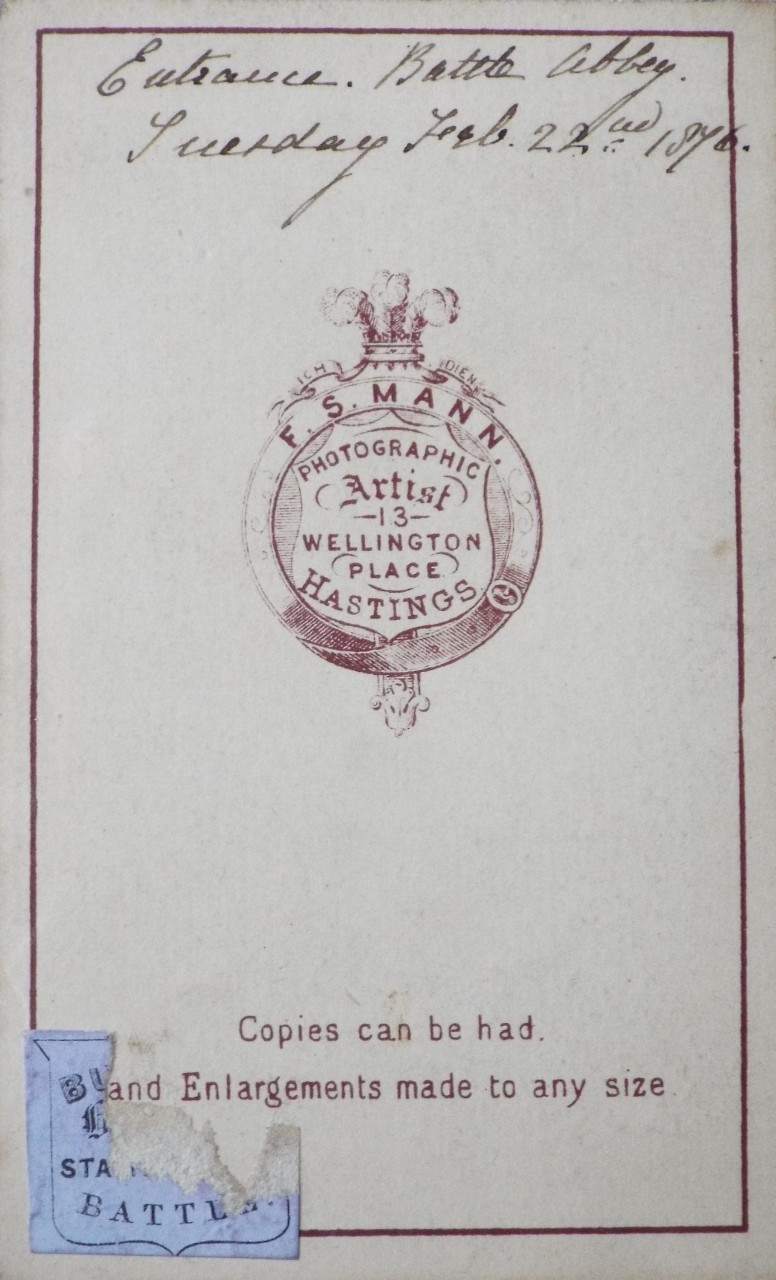 Entrance. Battle Abbey.
Tuesday Feb. 22nd 1876.
ICH DIEN
F. S. MANN.
PHOTOGRAPHIC
Artist
-13-
WELLINGTON
PLACE
HASTINGS
Copies can be had.
and Enlargements made to any size
BATTLE.